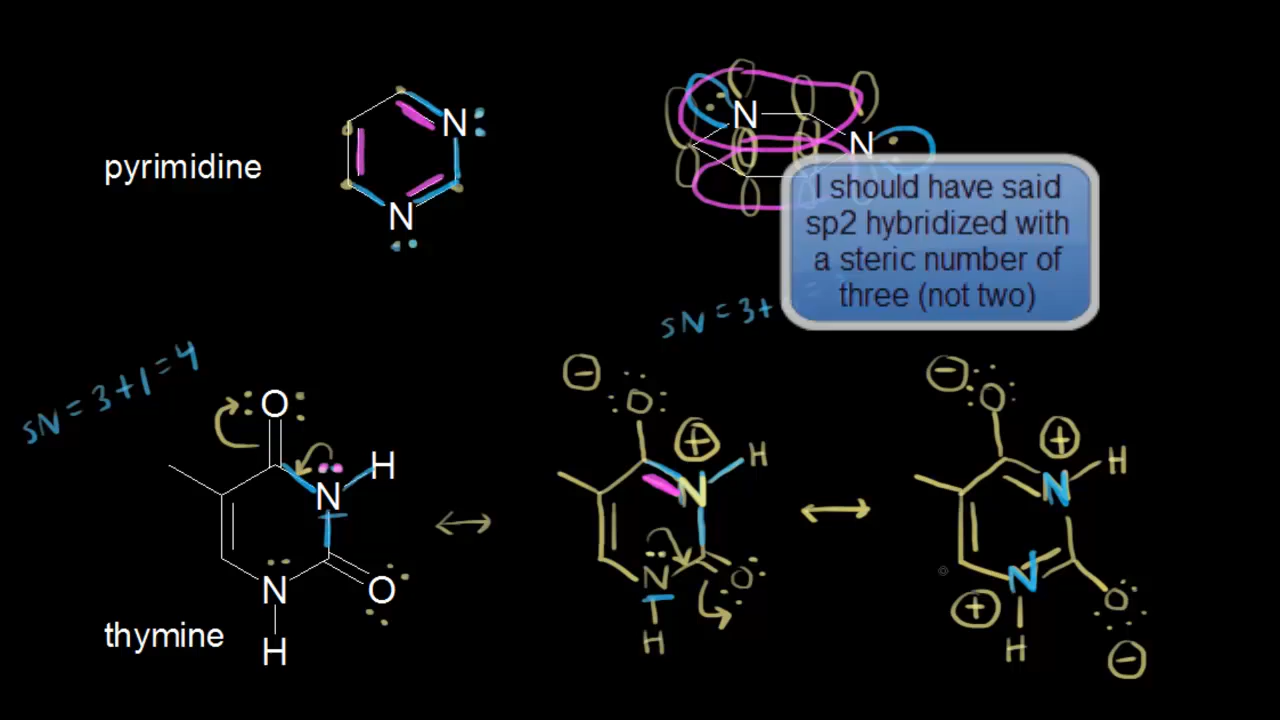 N
N
pyrimidine
N
N
I should have said
sp2 hybridized with
a steric number of
three (not two)
SN = 3+
SN = 3+1 = 4
O
H
N
O
N
H
thymine
−
O
+
H
N
N
O
H
−
O
+
H
N
N
+
O
H
−